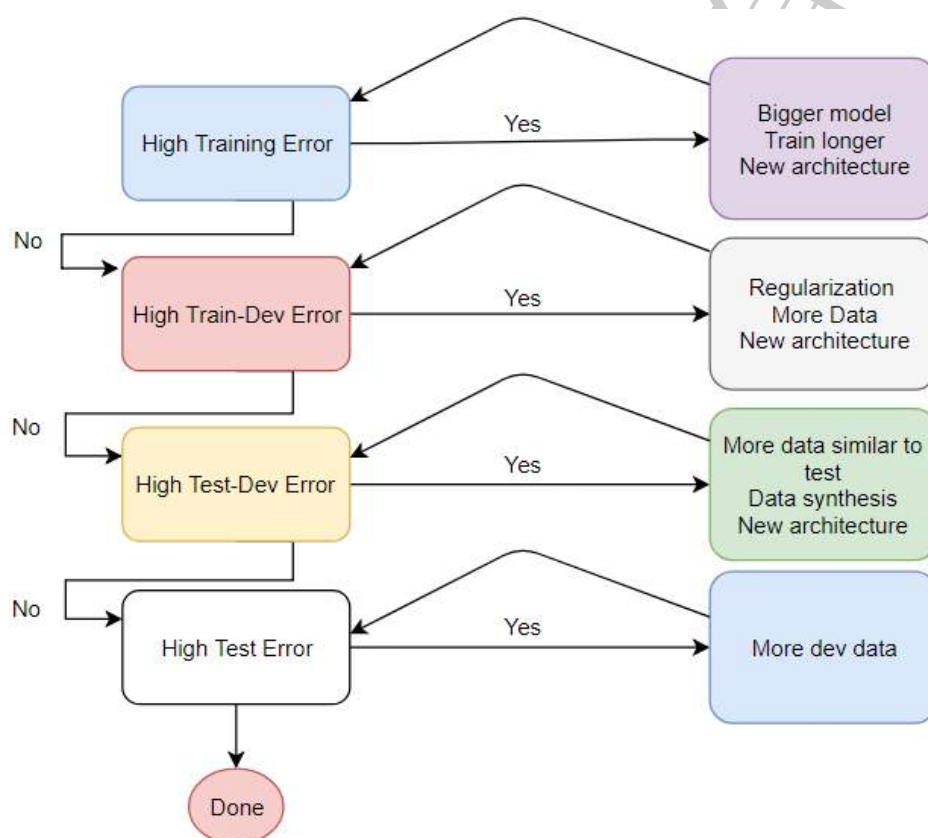 High Training Error
Yes
Bigger model
Train longer
New architecture
No
High Train-Dev Error
Yes
Regularization
More Data
New architecture
No
High Test-Dev Error
Yes
More data similar to
test
Data synthesis
New architecture
No
High Test Error
Yes
More dev data
Done